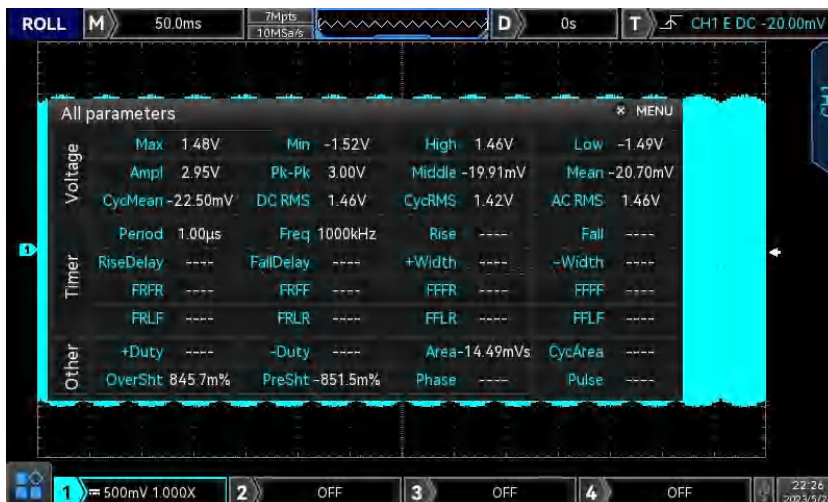 ROLL M 50.0ms 7Mpts D 0s T CH1 E DC -20.00mV
10MSa/s
All parameters × MENU
CH1
Voltage
Max 1.48V Min -1.52V High 1.46V Low -1.49V
Ampl 2.95V Pk-Pk 3.00V Middle -19.91mV Mean -20.70mV
CycMean -22.50mV DC RMS 1.46V CycRMS 1.42V AC RMS 1.46V
Timer
Period 1.00μs Freq 1000kHz Rise ---- Fall ----
RiseDelay ---- FallDelay ---- +Width ---- -Width ----
FRFR ---- FRFF ---- FFFR ---- FFFF ----
FRLF ---- FRLR ---- FFLR ---- FFLF ----
Other
+Duty ---- -Duty ---- Area -14.49mVs CycArea ----
OverSht 845.7m% PreSht -851.5m% Phase ---- Pulse ----
1
1 500mV 1.000X 2 OFF 3 OFF 4 OFF 22:26